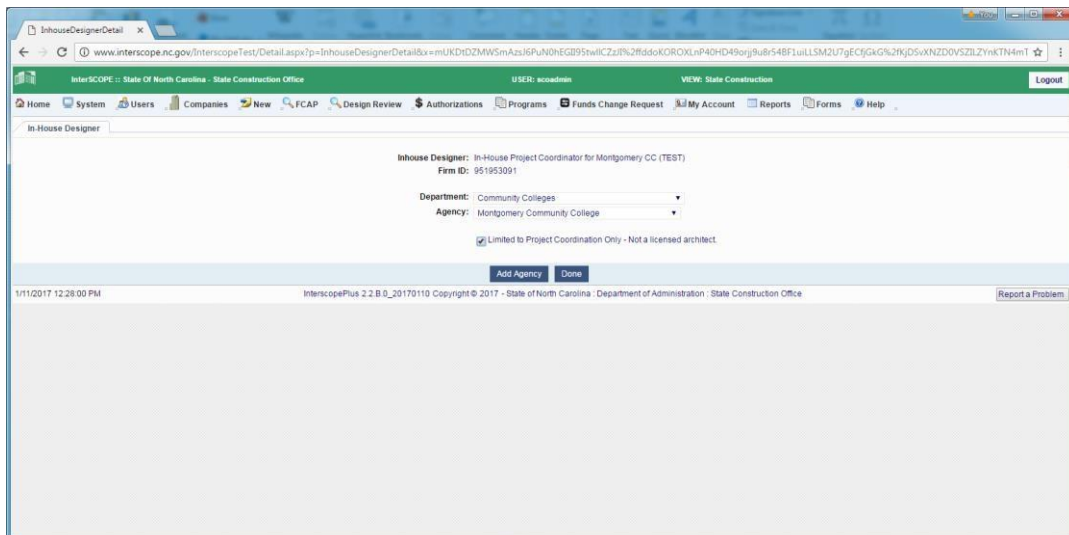 InhouseDesignerDetail
You
www.interscope.nc.gov/InterscopeTest/Detail.aspx?p=InhouseDesignerDetail&x=
InterSCOPE :: State Of North Carolina - State Construction Office USER: scoadmin VIEW: State Construction Logout
Home System Users Companies New FCAP Design Review Authorizations Programs Funds Change Request My Account Reports Forms Help
In-House Designer
Inhouse Designer: In-House Project Coordinator for Montgomery CC (TEST)
Firm ID: 951953091
Department: Community Colleges
Agency: Montgomery Community College
Limited to Project Coordination Only - Not a licensed architect.
Add Agency Done
1/11/2017 12:28:00 PM InterscopePlus 2.2.B.0_20170110 Copyright © 2017 - State of North Carolina : Department of Administration : State Construction Office Report a Problem